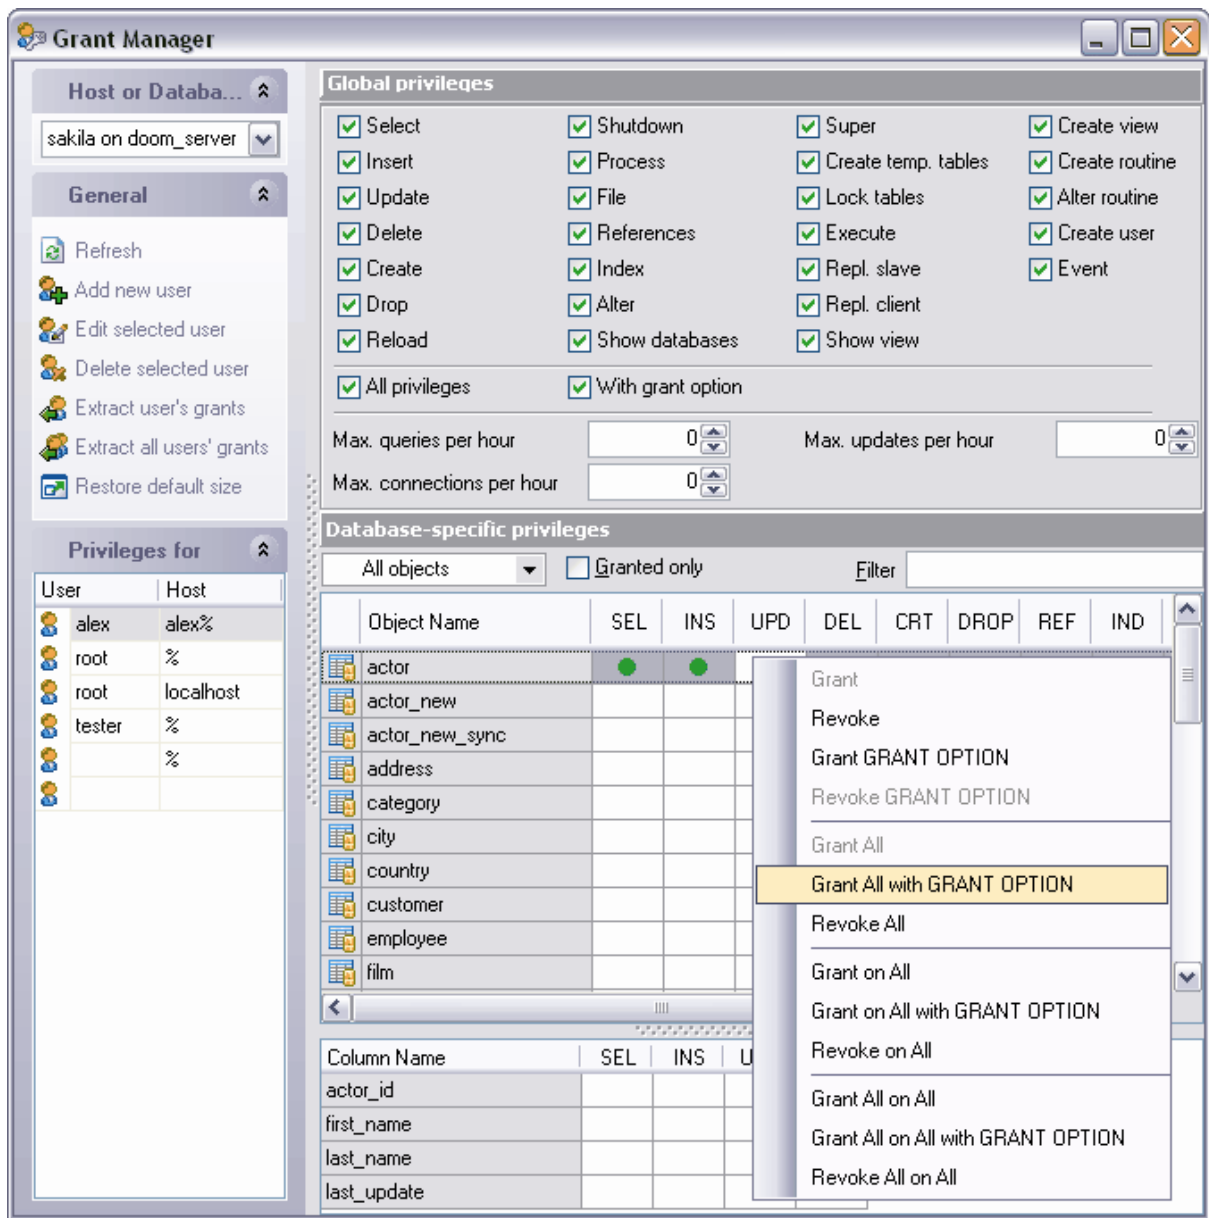 Grant Manager
Host or Databa...
sakila on doom_server
General
Refresh
Add new user
Edit selected user
Delete selected user
Extract user's grants
Extract all users' grants
Restore default size
Privileges for
User Host
alex alex%
root %
root localhost
tester %
%
Global privileges
Select Shutdown Super Create view
Insert Process Create temp. tables Create routine
Update File Lock tables Alter routine
Delete References Execute Create user
Create Index Repl. slave Event
Drop Alter Repl. client
Reload Show databases Show view
All privileges With grant option
Max. queries per hour 0 Max. updates per hour 0
Max. connections per hour 0
Database-specific privileges
All objects Granted only Filter
Object Name SEL INS UPD DEL CRT DROP REF IND
actor
actor_new
actor_new_sync
address
category
city
country
customer
employee
film
Column Name SEL INS U
actor_id
first_name
last_name
last_update
Grant
Revoke
Grant GRANT OPTION
Revoke GRANT OPTION
Grant All
Grant All with GRANT OPTION
Revoke All
Grant on All
Grant on All with GRANT OPTION
Revoke on All
Grant All on All
Grant All on All with GRANT OPTION
Revoke All on All